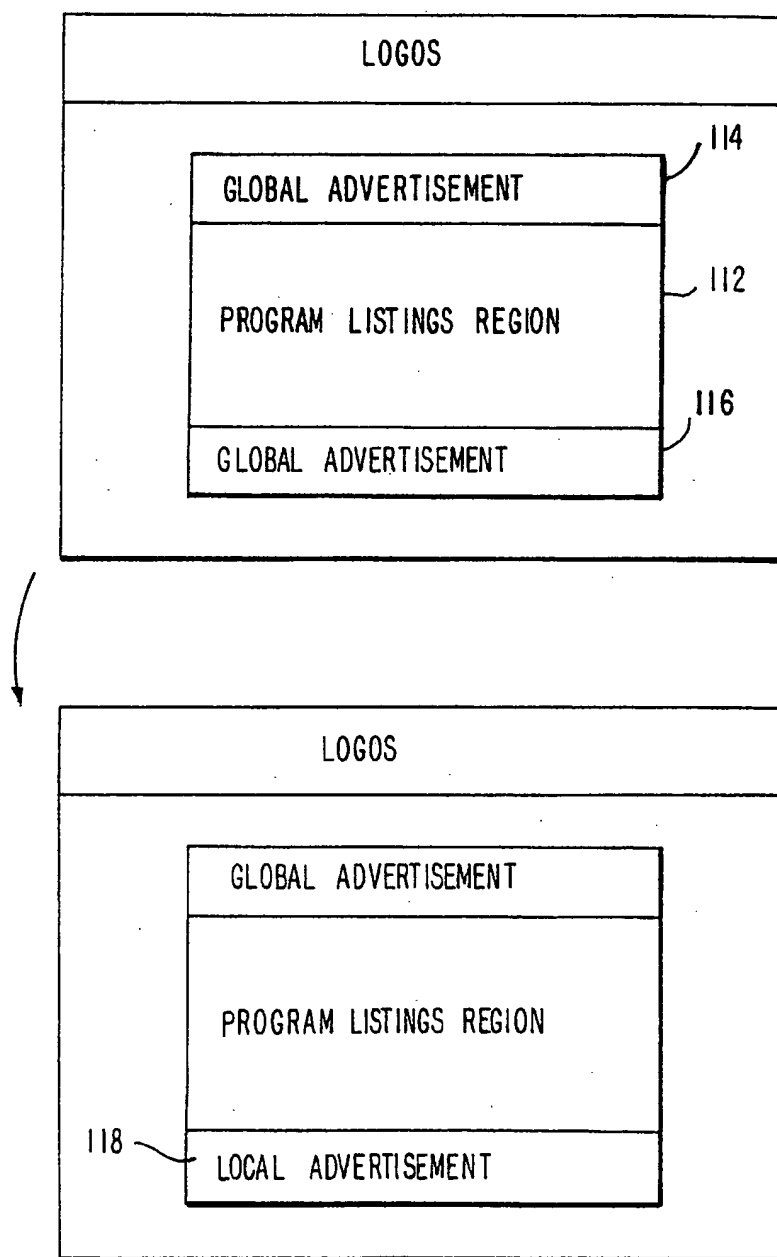 LOGOS
114
GLOBAL ADVERTISEMENT
112
PROGRAM LISTINGS REGION
116
GLOBAL ADVERTISEMENT
LOGOS
GLOBAL ADVERTISEMENT
PROGRAM LISTINGS REGION
118
LOCAL ADVERTISEMENT